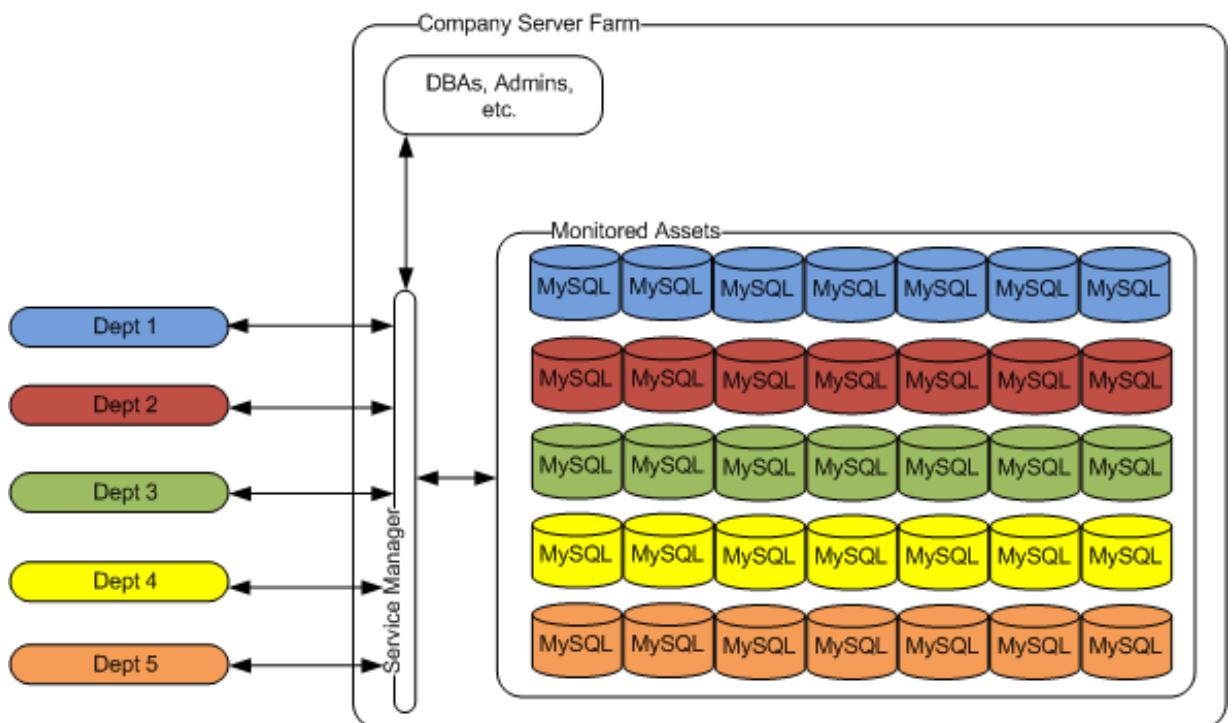 Company Server Farm
DBAs, Admins,
etc.
Monitored Assets
MySQL MySQL MySQL MySQL MySQL MySQL MySQL
Dept 1
MySQL MySQL MySQL MySQL MySQL MySQL MySQL
Dept 2
MySQL MySQL MySQL MySQL MySQL MySQL MySQL
Dept 3
Service Manager
MySQL MySQL MySQL MySQL MySQL MySQL MySQL
Dept 4
MySQL MySQL MySQL MySQL MySQL MySQL MySQL
Dept 5